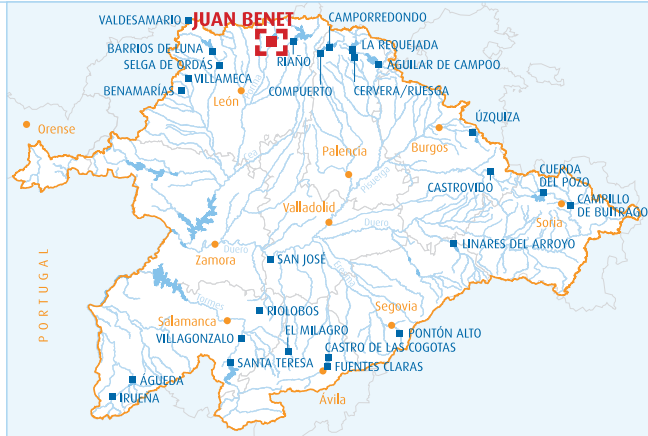 VALDESAMARIO
JUAN BENET
CAMPORREDONDO
BARRIOS DE LUNA
LA REQUEJADA
SELGA DE ORDÁS
RIAÑO
AGUILAR DE CAMPOO
VILLAMECA
COMPUERTO
CERVERA/RUESGA
BENAMARÍAS
León
Orense
ÚZQUIZA
Burgos
Palencia
Pisuerga
CASTROVIDO
CUERDA
DEL POZO
CAMPILLO
DE BUITRAGO
Soria
Valladolid
Duero
PORTUGAL
Zamora
Duero
LINARES DEL ARROYO
SAN JOSÉ
Tormes
RIOLOBOS
Segovia
Salamanca
EL MILAGRO
PONTÓN ALTO
VILLAGONZALO
CASTRO DE LAS COGOTAS
SANTA TERESA
FUENTES CLARAS
ÁGUEDA
Ávila
IRUEÑA